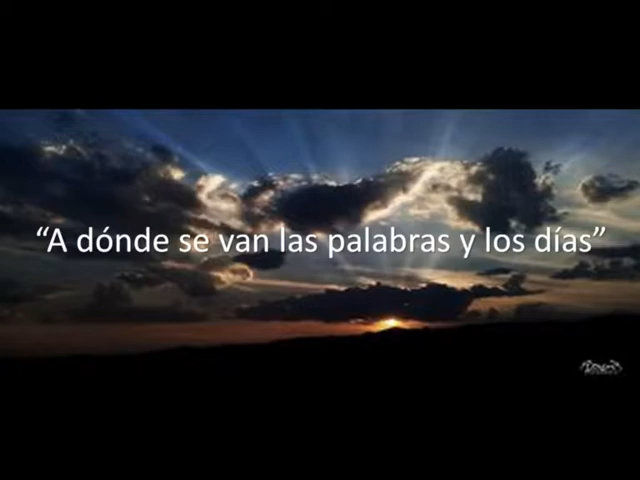 “A dónde se van las palabras y los días”